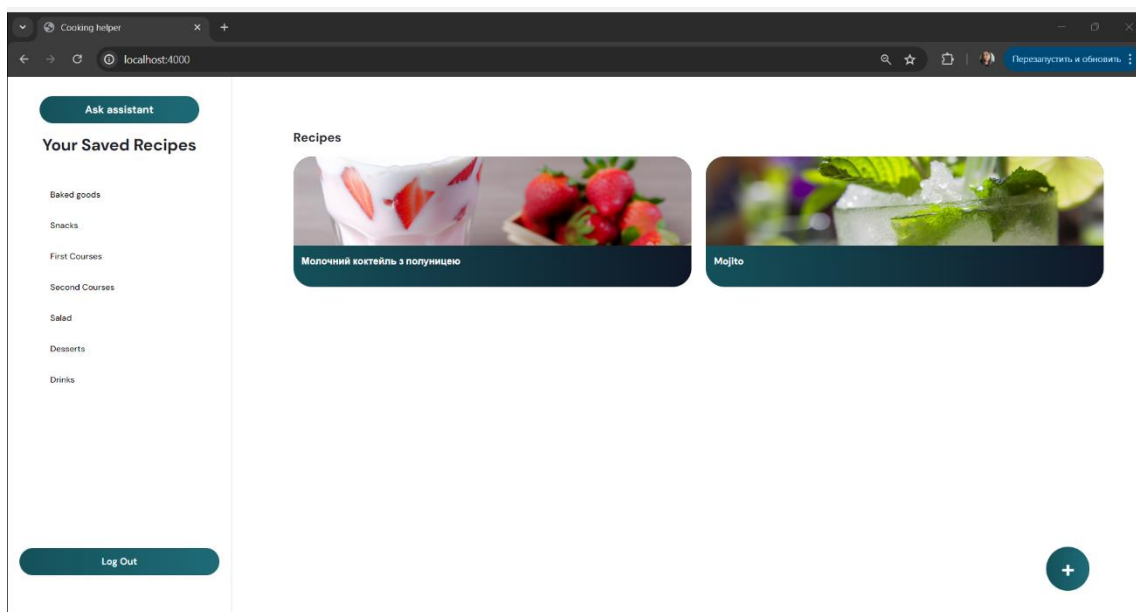 Cooking helper
localhost:4000
Перезапустить и обновить
Ask assistant
Your Saved Recipes
Baked goods
Snacks
First Courses
Second Courses
Salad
Desserts
Drinks
Log Out
Recipes
Молочний коктейль з полуницею
Mojito
+